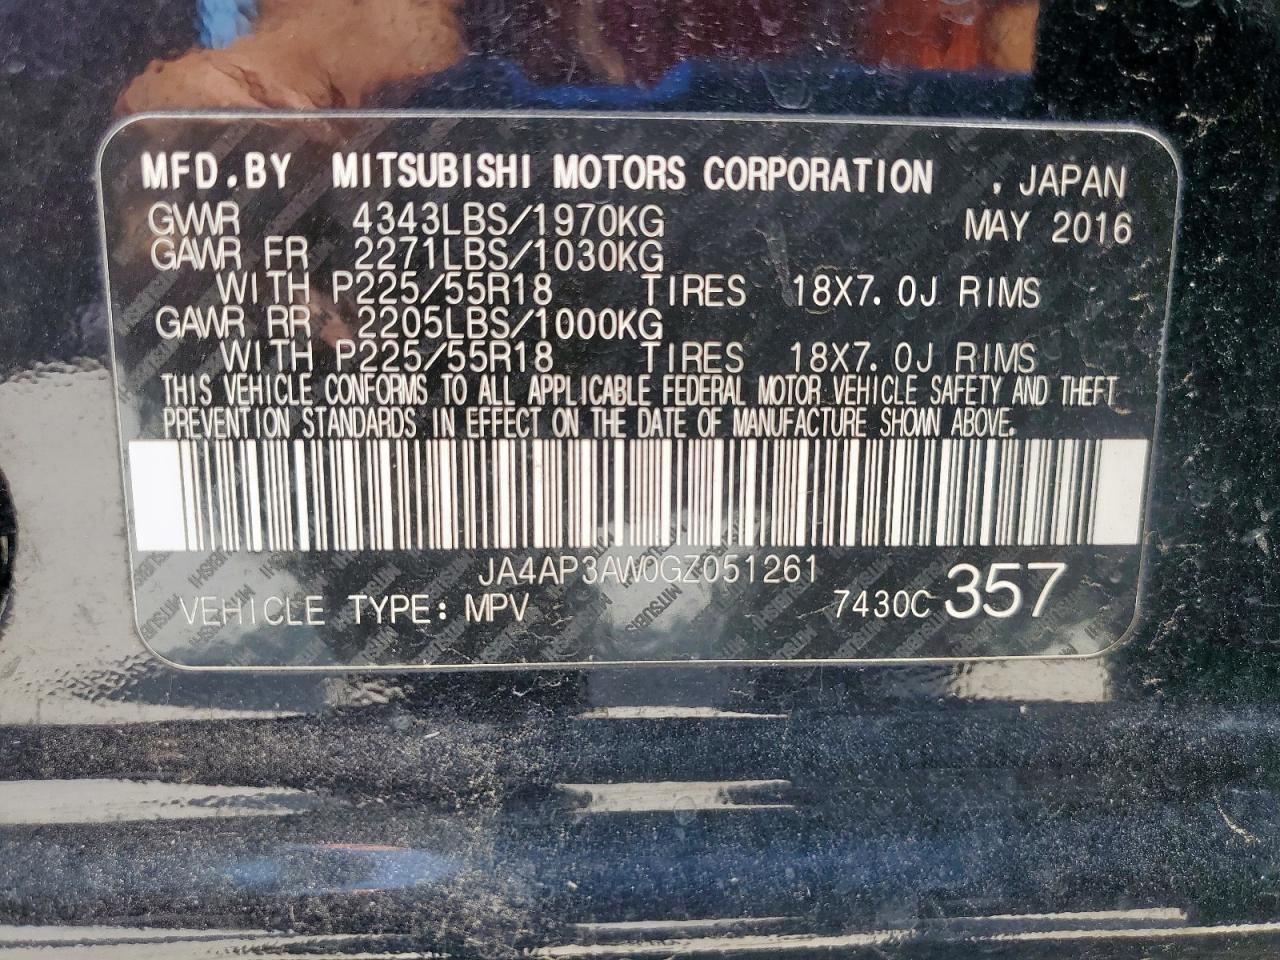 MFD.BY MITSUBISHI MOTORS CORPORATION , JAPAN
GVWR 4343LBS/1970KG MAY 2016
GAWR FR 2271LBS/1030KG
WITH P225/55R18 TIRES 18X7.0J RIMS
GAWR RR 2205LBS/1000KG
WITH P225/55R18 TIRES 18X7.0J RIMS
THIS VEHICLE CONFORMS TO ALL APPLICABLE FEDERAL MOTOR VEHICLE SAFETY AND THEFT
PREVENTION STANDARDS IN EFFECT ON THE DATE OF MANUFACTURE SHOWN ABOVE.
JA4AP3AW0GZ051261
VEHICLE TYPE: MPV 7430C 357